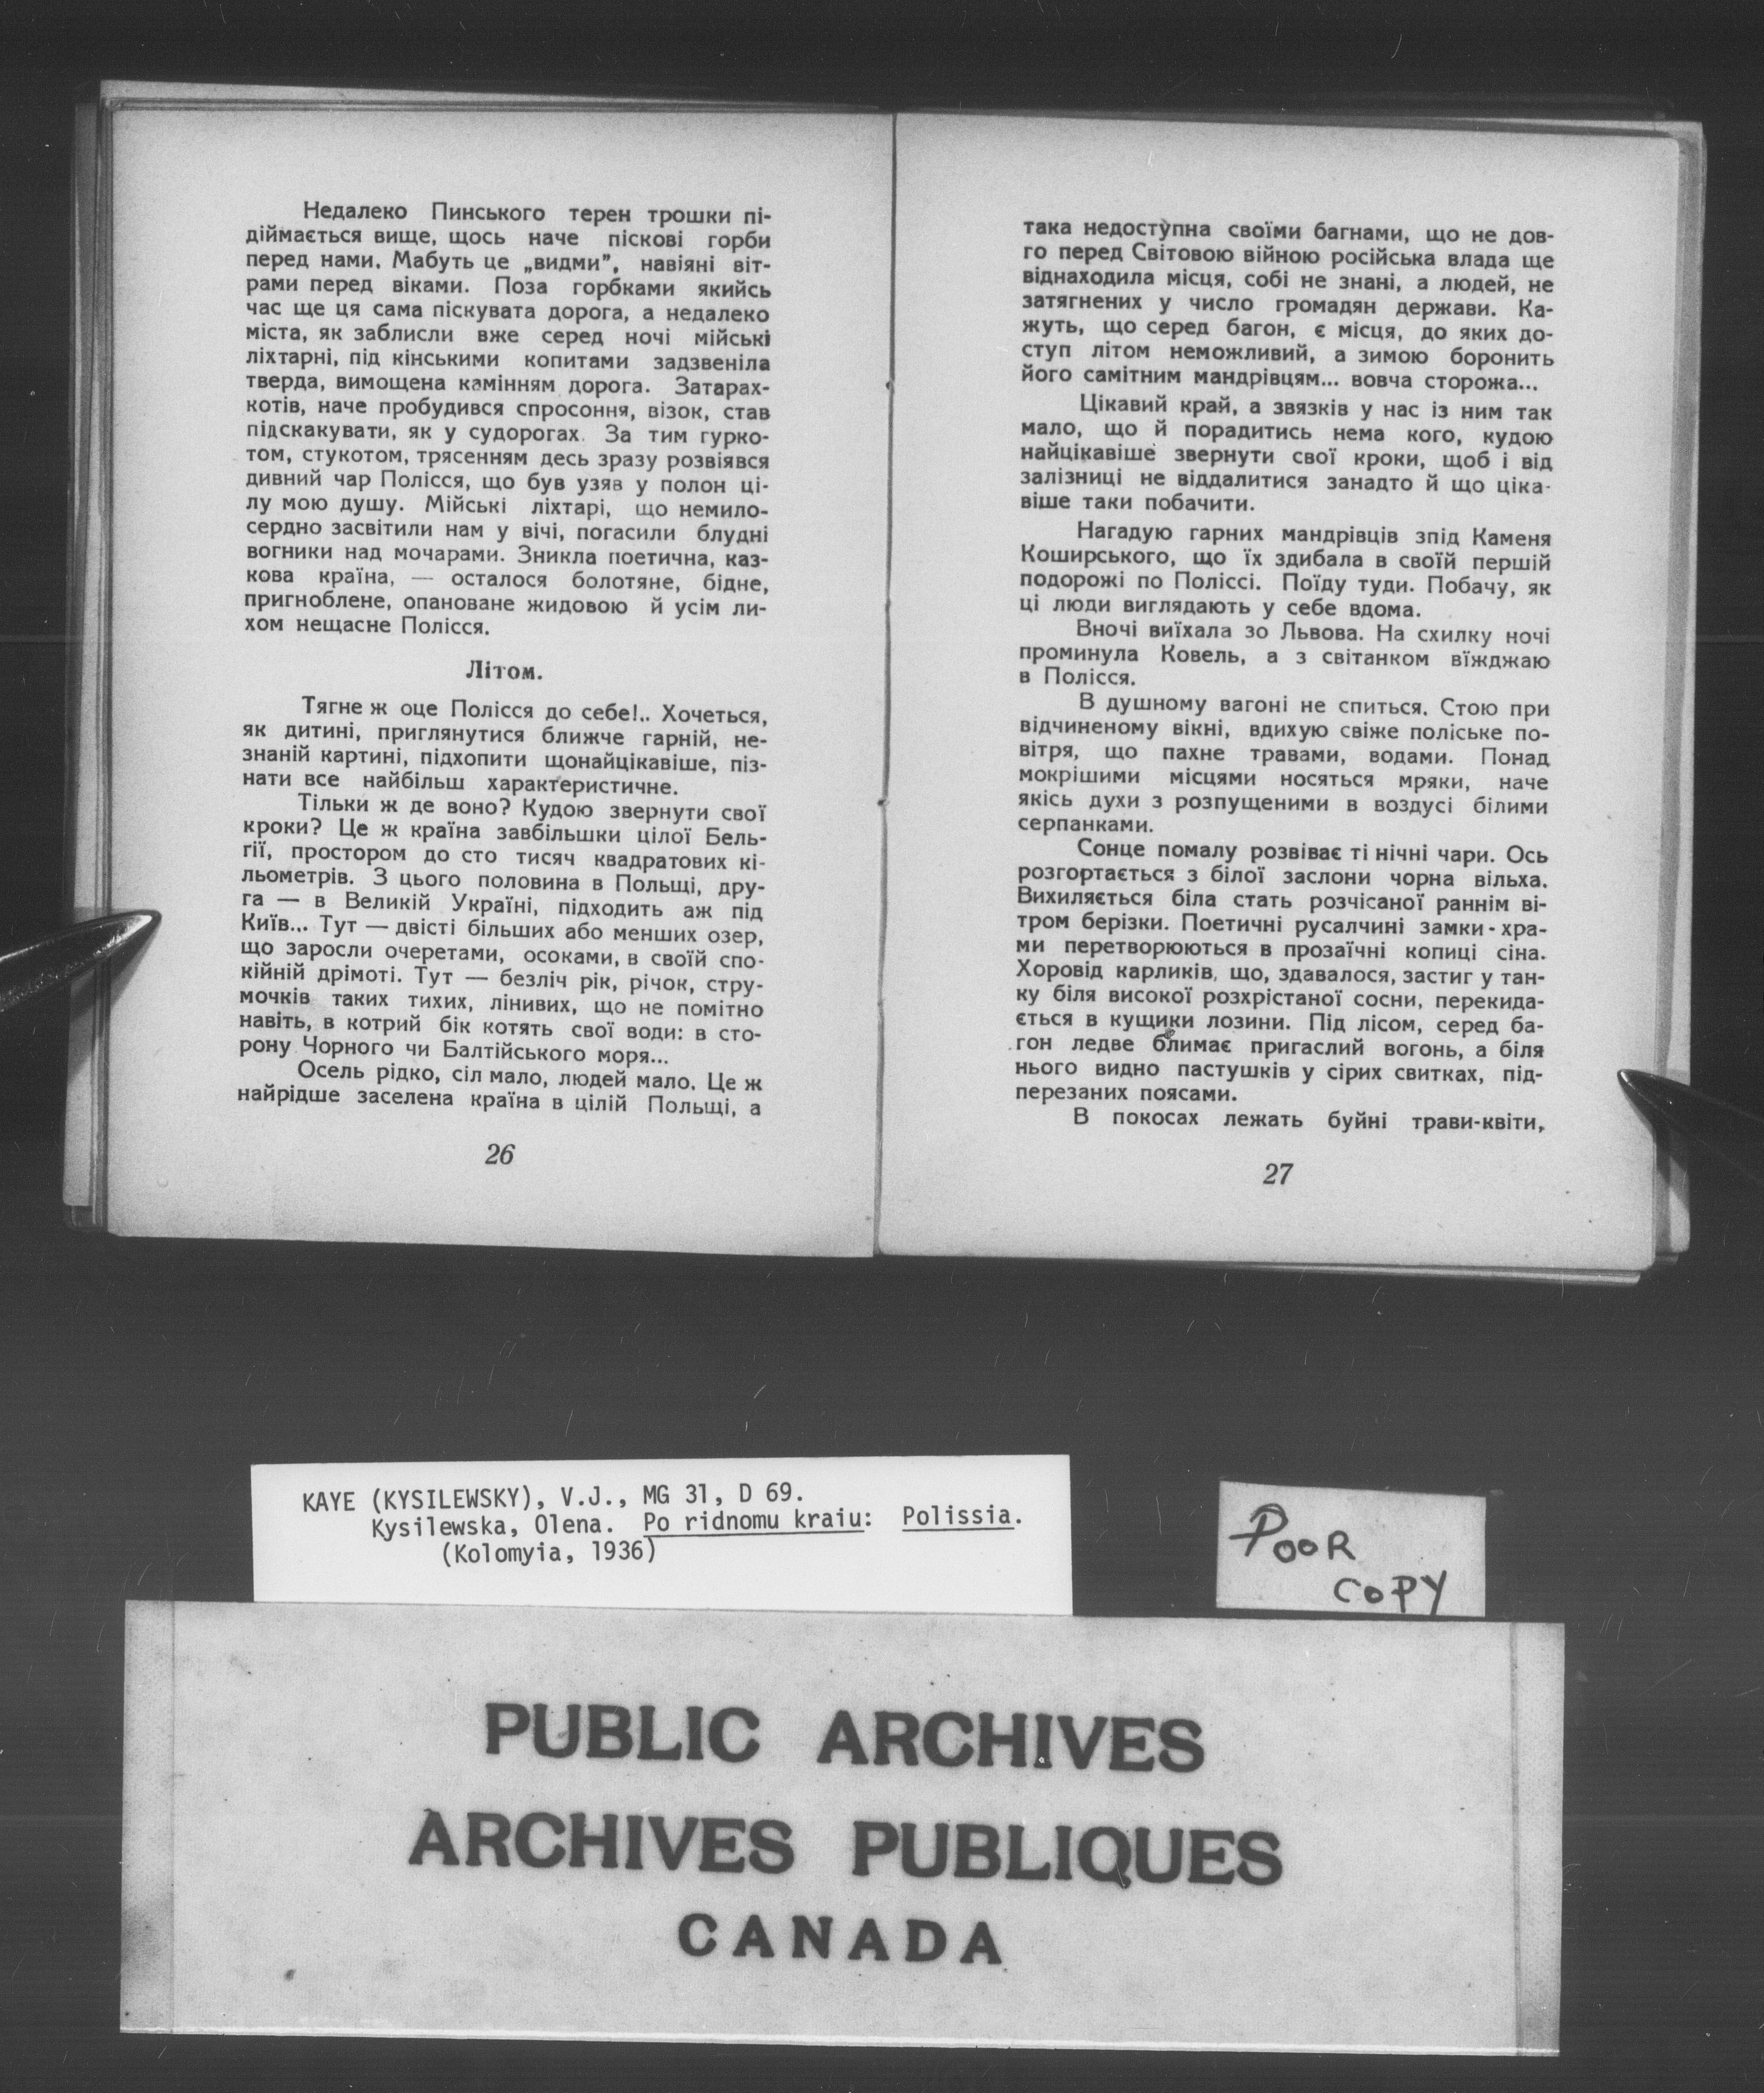 Недалеко Пинського терен трошки пі-
діймається вище, щось наче піскові горби
перед нами. Мабуть це „видми”, навіяні віт-
рами перед віками. Поза горбками якийсь
час ще ця сама піскувата дорога, а недалеко
міста, як заблисли вже серед ночі мійські
ліхтарні, під кінськими копитами задзвеніла
тверда, вимощена камінням дорога. Затарах-
котів, наче пробудився спросоння, візок, став
підскакувати, як у судорогах. За тим гурко-
том, стукотом, трясенням десь зразу розвіявся
дивний чар Полісся, що був узяв у полон ці-
лу мою душу. Мійські ліхтарі, що немило-
сердно засвітили нам у вічі, погасили блудні
вогники над мочарами. Зникла поетична, каз-
кова країна, — осталося болотяне, бідне,
пригноблене, опановане жидовою й усім ли-
хом нещасне Полісся.
Літом.
Тягне ж оце Полісся до себе!.. Хочеться,
як дитині, приглянутися ближче гарній, не-
знаній картині, підхопити щонайцікавіше, піз-
нати все найбільш характеристичне.
Тільки ж де воно? Кудою звернути свої
кроки? Це ж країна завбільшки цілої Бель-
гії, простором до сто тисяч квадратових кі-
льометрів. З цього половина в Польщі, дру-
га — в Великій Україні, підходить аж під
Київ... Тут — двісті більших або менших озер,
що заросли очеретами, осоками, в своїй спо-
кійній дрімоті. Тут — безліч рік, річок, стру-
мочків таких тихих, лінивих, що не помітно
навіть, в котрий бік котять свої води: в сто-
рону Чорного чи Балтійського моря...
Осель рідко, сіл мало, людей мало. Це ж
найрідше заселена країна в цілій Польщі, а
26
така недоступна своїми багнами, що не дов-
го перед Світовою війною російська влада ще
віднаходила місця, собі не знані, а людей, не
затягнених у число громадян держави. Ка-
жуть, що серед багон, є місця, до яких до-
ступ літом неможливий, а зимою боронить
його самітним мандрівцям... вовча сторожа...
Цікавий край, а звязків у нас із ним так
мало, що й порадитись нема кого, кудою
найцікавіше звернути свої кроки, щоб і від
залізниці не віддалитися занадто й що ціка-
віше таки побачити.
Нагадую гарних мандрівців зпід Каменя
Коширського, що їх здибала в своїй першій
подорожі по Поліссі. Поїду туди. Побачу, як
ці люди виглядають у себе вдома.
Вночі виїхала зо Львова. На схилку ночі
проминула Ковель, а з світанком вїжджаю
в Полісся.
В душному вагоні не спиться. Стою при
відчиненому вікні, вдихую свіже поліське по-
вітря, що пахне травами, водами. Понад
мокрішими місцями носяться мряки, наче
якісь духи з розпущеними в воздусі білими
серпанками.
Сонце помалу розвіває ті нічні чари. Ось
розгортається з білої заслони чорна вільха.
Вихиляється біла стать розчісаної раннім ві-
тром берізки. Поетичні русалчині замки-хра-
ми перетворюються в прозаїчні копиці сіна.
Хоровід карликів, що, здавалося, застиг у тан-
ку біля високої розхрістаної сосни, перекида-
ється в кущики лозини. Під лісом, серед ба-
гон ледве блимає пригаслий вогонь, а біля
нього видно пастушків у сірих свитках, під-
перезаних поясами.
В покосах лежать буйні трави-квіти,
27
KAYE (KYSILEWSKY), V.J., MG 31, D 69.
Kysilewska, Olena. Po ridnomu kraiu: Polissia.
(Kolomyia, 1936)
POOR
COPY
PUBLIC ARCHIVES
ARCHIVES PUBLIQUES
CANADA